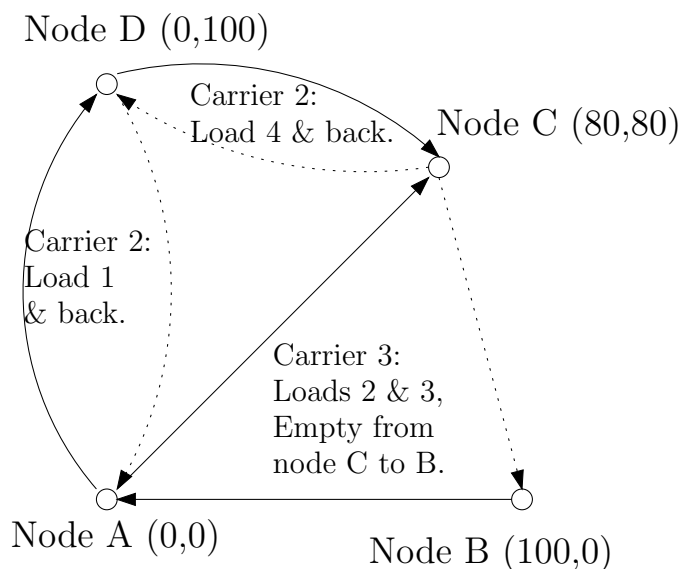 Node D (0,100)
Carrier 2:
Load 4 & back.
Node C (80,80)
Carrier 2:
Load 1
& back.
Carrier 3:
Loads 2 & 3,
Empty from
node C to B.
Node A (0,0)
Node B (100,0)